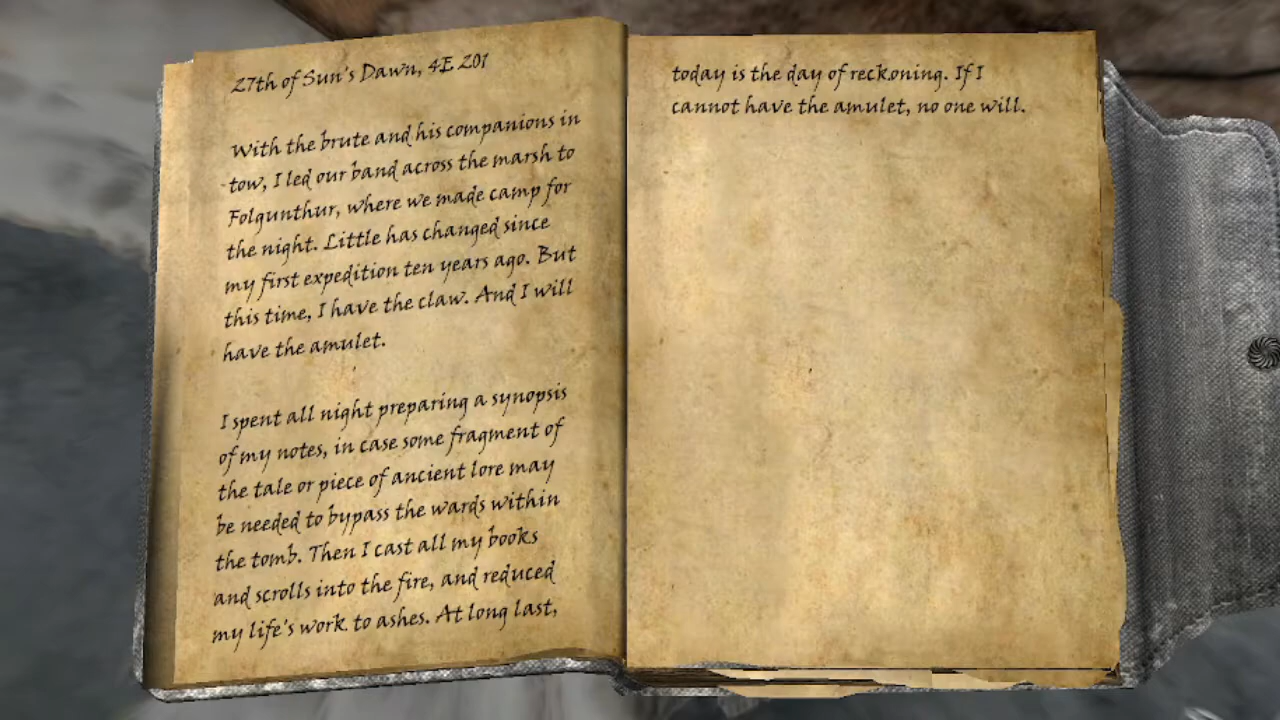 27th of Sun's Dawn, 4E 201
With the brute and his companions in
tow, I led our band across the marsh to
Folgunthur, where we made camp for
the night. Little has changed since
my first expedition ten years ago. But
this time, I have the claw. And I will
have the amulet.
I spent all night preparing a synopsis
of my notes, in case some fragment of
the tale or piece of ancient lore may
be needed to bypass the wards within
the tomb. Then I cast all my books
and scrolls into the fire, and reduced
my life's work to ashes. At long last,
today is the day of reckoning. If I
cannot have the amulet, no one will.